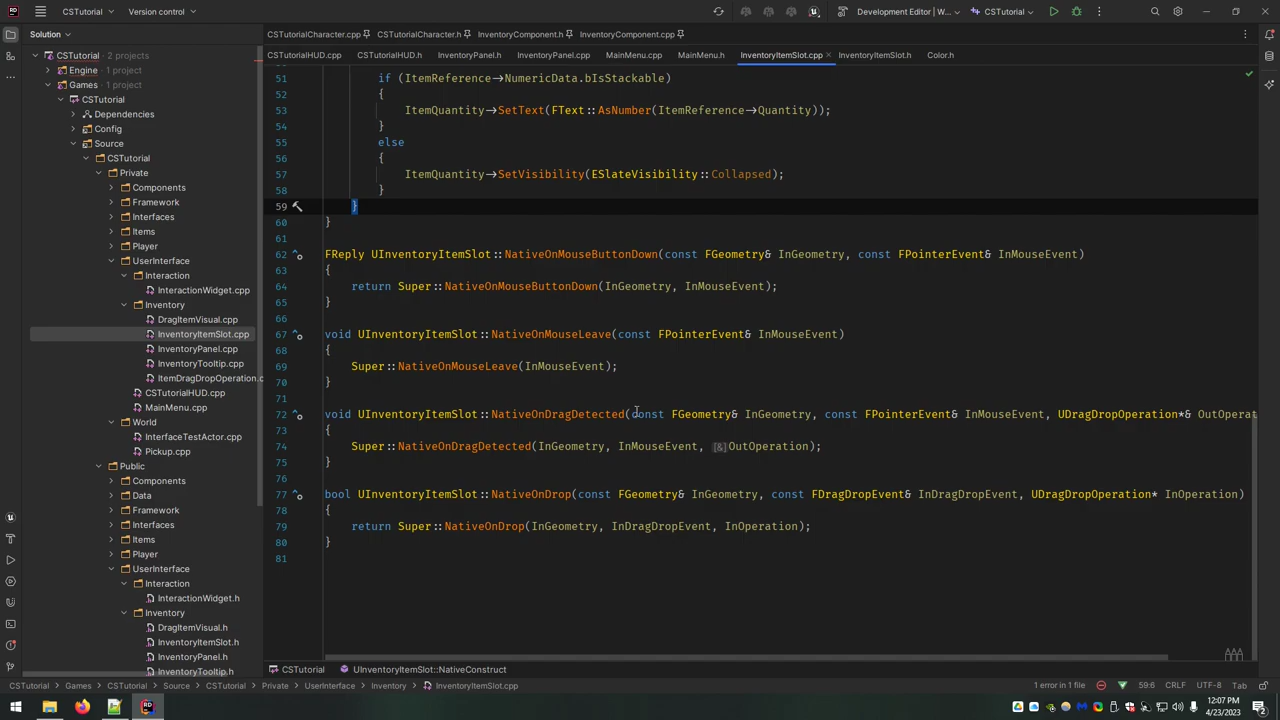 Version control
Development Editor | W...
CSTutorial
Solution
CSTutorialCharacter.cpp
CSTutorialCharacter.h
InventoryComponent.h
InventoryComponent.cpp
CSTutorialHUD.cpp
CSTutorialHUD.h
InventoryPanel.h
InventoryPanel.cpp
MainMenu.cpp
MainMenu.h
InventoryItemSlot.cpp
InventoryItemSlot.h
Color.h
CSTutorial 2 projects
Engine
Games 1 project
CSTutorial
Dependencies
Config
Source
CSTutorial
Private
Components
Framework
Interfaces
Items
Player
UserInterface
Interaction
InteractionWidget.cpp
Inventory
DragItemVisual.cpp
InventoryItemSlot.cpp
InventoryPanel.cpp
InventoryTooltip.cpp
ItemDragDropOperation.c
CSTutorialHUD.cpp
MainMenu.cpp
World
InterfaceTestActor.cpp
Pickup.cpp
Public
Components
Data
Framework
Interfaces
Items
Player
UserInterface
Interaction
InteractionWidget.h
Inventory
DragItemVisual.h
InventoryItemSlot.h
InventoryPanel.h
InventoryTooltip.h
51 if (ItemReference->NumericData.bIsStackable)
52 {
53 ItemQuantity->SetText(FText::AsNumber(ItemReference->Quantity));
54 }
55 else
56 {
57 ItemQuantity->SetVisibility(ESlateVisibility::Collapsed);
58 }
59 }
60 }
61
62 FReply UInventoryItemSlot::NativeOnMouseButtonDown(const FGeometry& InGeometry, const FPointerEvent& InMouseEvent)
63 {
64 return Super::NativeOnMouseButtonDown(InGeometry, InMouseEvent);
65 }
66
67 void UInventoryItemSlot::NativeOnMouseLeave(const FPointerEvent& InMouseEvent)
68 {
69 Super::NativeOnMouseLeave(InMouseEvent);
70 }
71
72 void UInventoryItemSlot::NativeOnDragDetected(const FGeometry& InGeometry, const FPointerEvent& InMouseEvent, UDragDropOperation*& OutOperat
73 {
74 Super::NativeOnDragDetected(InGeometry, InMouseEvent, [&]OutOperation);
75 }
76
77 bool UInventoryItemSlot::NativeOnDrop(const FGeometry& InGeometry, const FDragDropEvent& InDragDropEvent, UDragDropOperation* InOperation)
78 {
79 return Super::NativeOnDrop(InGeometry, InDragDropEvent, InOperation);
80 }
81
CSTutorial UInventoryItemSlot::NativeConstruct
CSTutorial > Games > CSTutorial > Source > CSTutorial > Private > UserInterface > Inventory > InventoryItemSlot.cpp
1 error in 1 file 59:6 CRLF UTF-8 Tab
12:07 PM
4/23/2023